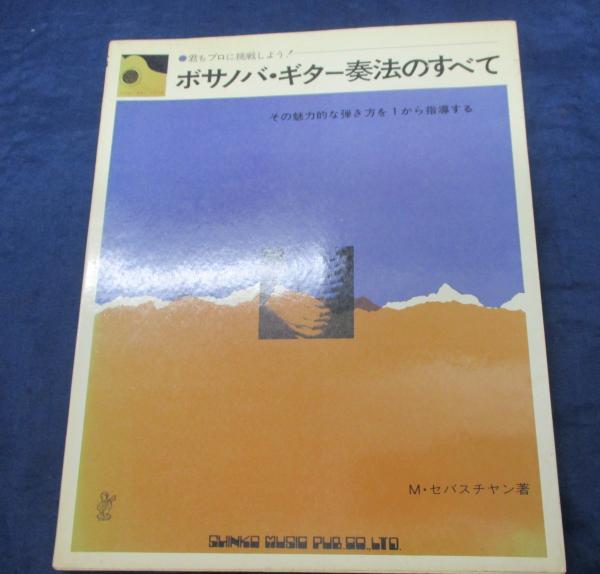 ●君もプロに挑戦しよう!
ボサノバ・ギター奏法のすべて
その魅力的な弾き方を1から指導する
M・セバスチャン著
SHINKO MUSIC PUB. CO., LTD.